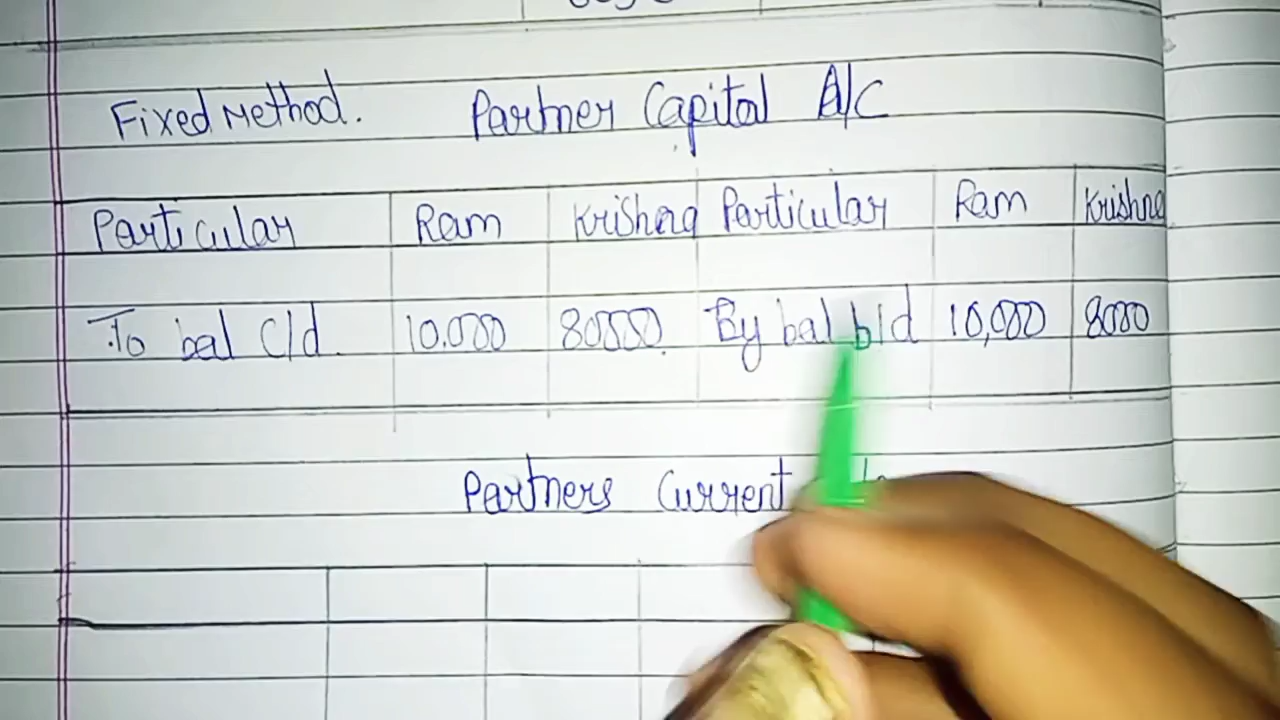 Fixed Method. Partner Capital A/C
Particular Ram Krishna Particular Ram Krishna
To bal C/d. 10,000 80000 By bal b/d 10,000 8000
Partners Current